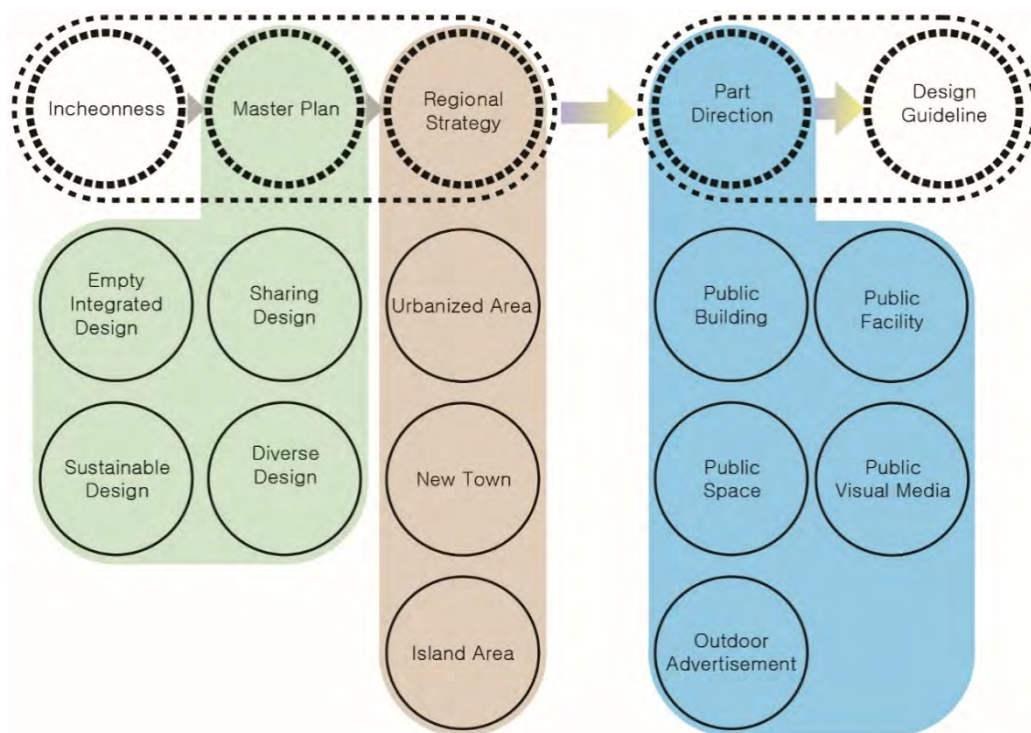 Incheonness
Master Plan
Regional
Strategy
Part
Direction
Design
Guideline
Empty
Integrated
Design
Sharing
Design
Urbanized Area
Public
Building
Public
Facility
Sustainable
Design
Diverse
Design
New Town
Public
Space
Public
Visual Media
Island Area
Outdoor
Advertisement